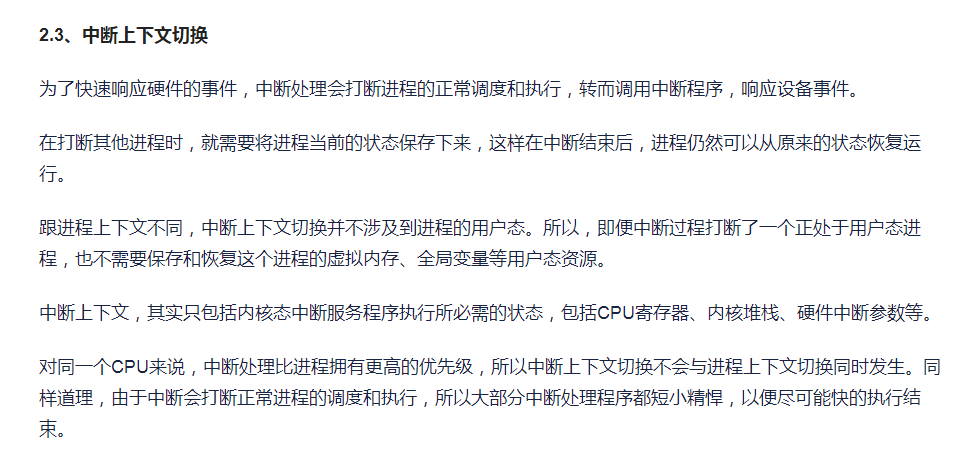 2.3、中断上下文切换
为了快速响应硬件的事件，中断处理会打断进程的正常调度和执行，转而调用中断程序，响应设备事件。
在打断其他进程时，就需要将进程当前的状态保存下来，这样在中断结束后，进程仍然可以从原来的状态恢复运
行。
跟进程上下文不同，中断上下文切换并不涉及到进程的用户态。所以，即便中断过程打断了一个正处于用户态进
程，也不需要保存和恢复这个进程的虚拟内存、全局变量等用户态资源。
中断上下文，其实只包括内核态中断服务程序执行所必需的状态，包括CPU寄存器、内核堆栈、硬件中断参数等。
对同一个CPU来说，中断处理比进程拥有更高的优先级，所以中断上下文切换不会与进程上下文切换同时发生。同
样道理，由于中断会打断正常进程的调度和执行，所以大部分中断处理程序都短小精悍，以便尽可能快的执行结
束。